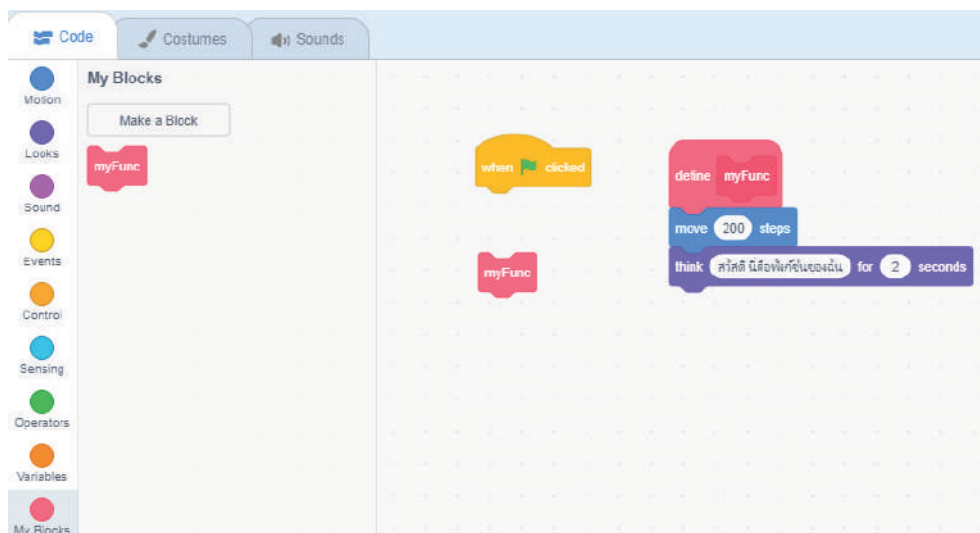 Code Costumes Sounds
Motion
Looks
Sound
Events
Control
Sensing
Operators
Variables
My Blocks
My Blocks
Make a Block
myFunc
when clicked
myFunc
define myFunc
move 200 steps
think สวัสดี นี่คือฟังก์ชันของฉัน for 2 seconds